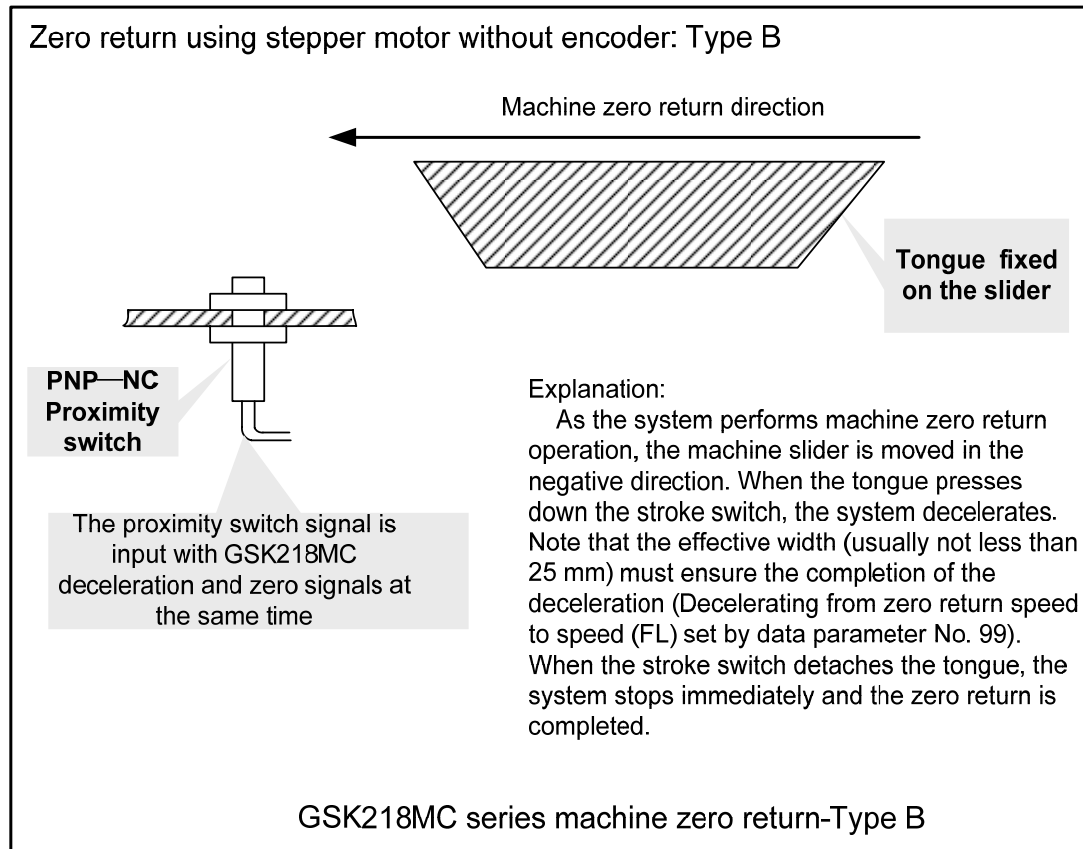 Zero return using stepper motor without encoder: Type B
Machine zero return direction
Tongue fixed
on the slider
PNP—NC
Proximity
switch
The proximity switch signal is
input with GSK218MC
deceleration and zero signals at
the same time
Explanation:
As the system performs machine zero return
operation, the machine slider is moved in the
negative direction. When the tongue presses
down the stroke switch, the system decelerates.
Note that the effective width (usually not less than
25 mm) must ensure the completion of the
deceleration (Decelerating from zero return speed
to speed (FL) set by data parameter No. 99).
When the stroke switch detaches the tongue, the
system stops immediately and the zero return is
completed.
GSK218MC series machine zero return-Type B